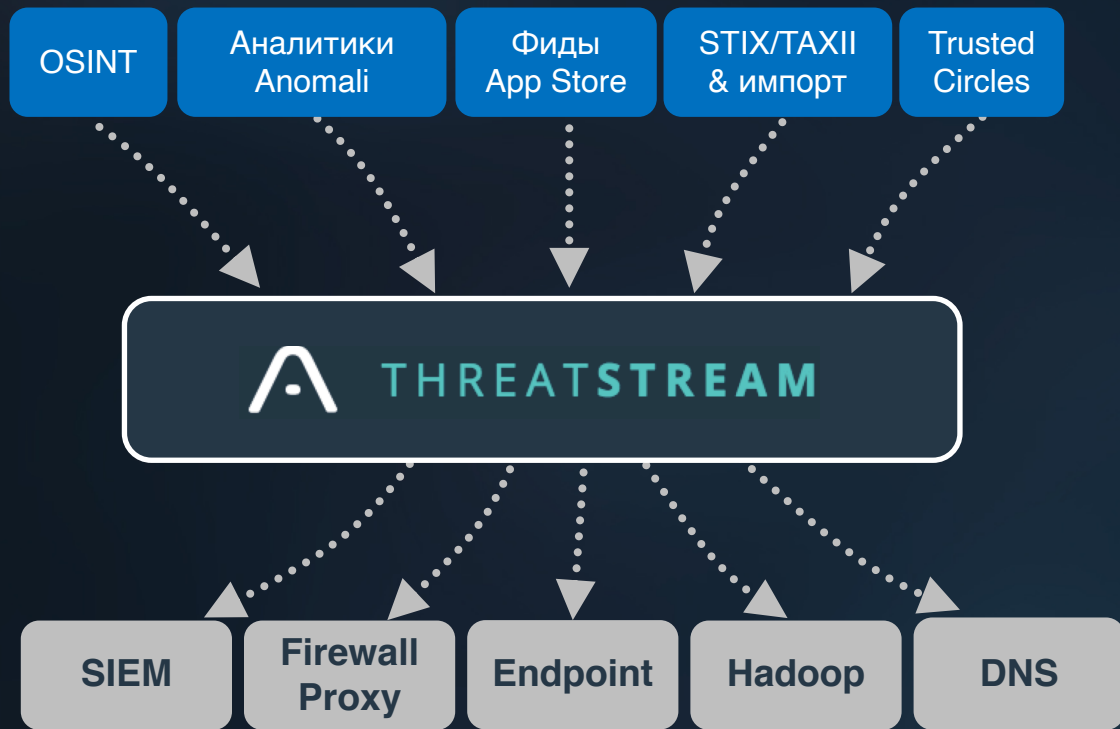 OSINT
Аналитики
Anomali
Фиды
App Store
STIX/TAXII
& импорт
Trusted
Circles
THREATSTREAM
SIEM
Firewall
Proxy
Endpoint
Hadoop
DNS